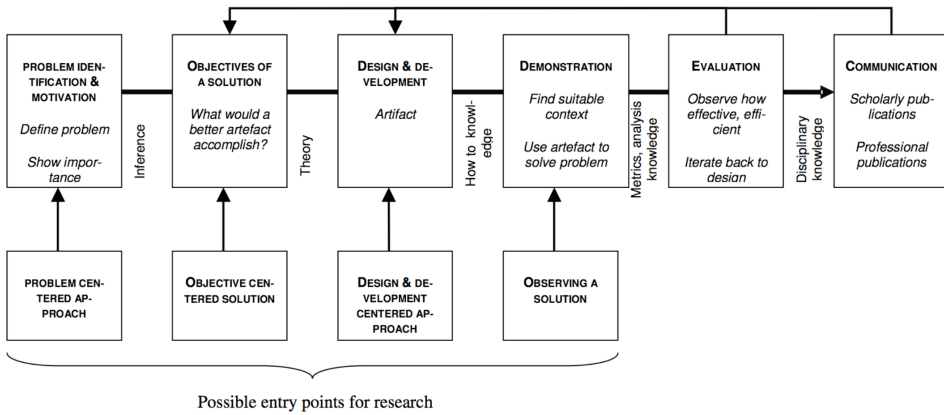 PROBLEM IDEN-
TIFICATION &
MOTIVATION
Define problem
Show impor-
tance
Inference
OBJECTIVES OF
A SOLUTION
What would a
better artefact
accomplish?
Theory
DESIGN &
DEVELOPMENT
Artifact
How to knowl-
edge
DEMONSTRATION
Find suitable
context
Use artefact to
solve problem
Metrics, analysis
knowledge
EVALUATION
Observe how
effective, effi-
cient
Iterate back to
design
Disciplinary
knowledge
COMMUNICATION
Scholarly pub-
lications
Professional
publications
PROBLEM CEN-
TERED AP-
PROACH
OBJECTIVE CEN-
TERED SOLUTION
DESIGN & DE-
VELOPMENT
CENTERED AP-
PROACH
OBSERVING A
SOLUTION
Possible entry points for research